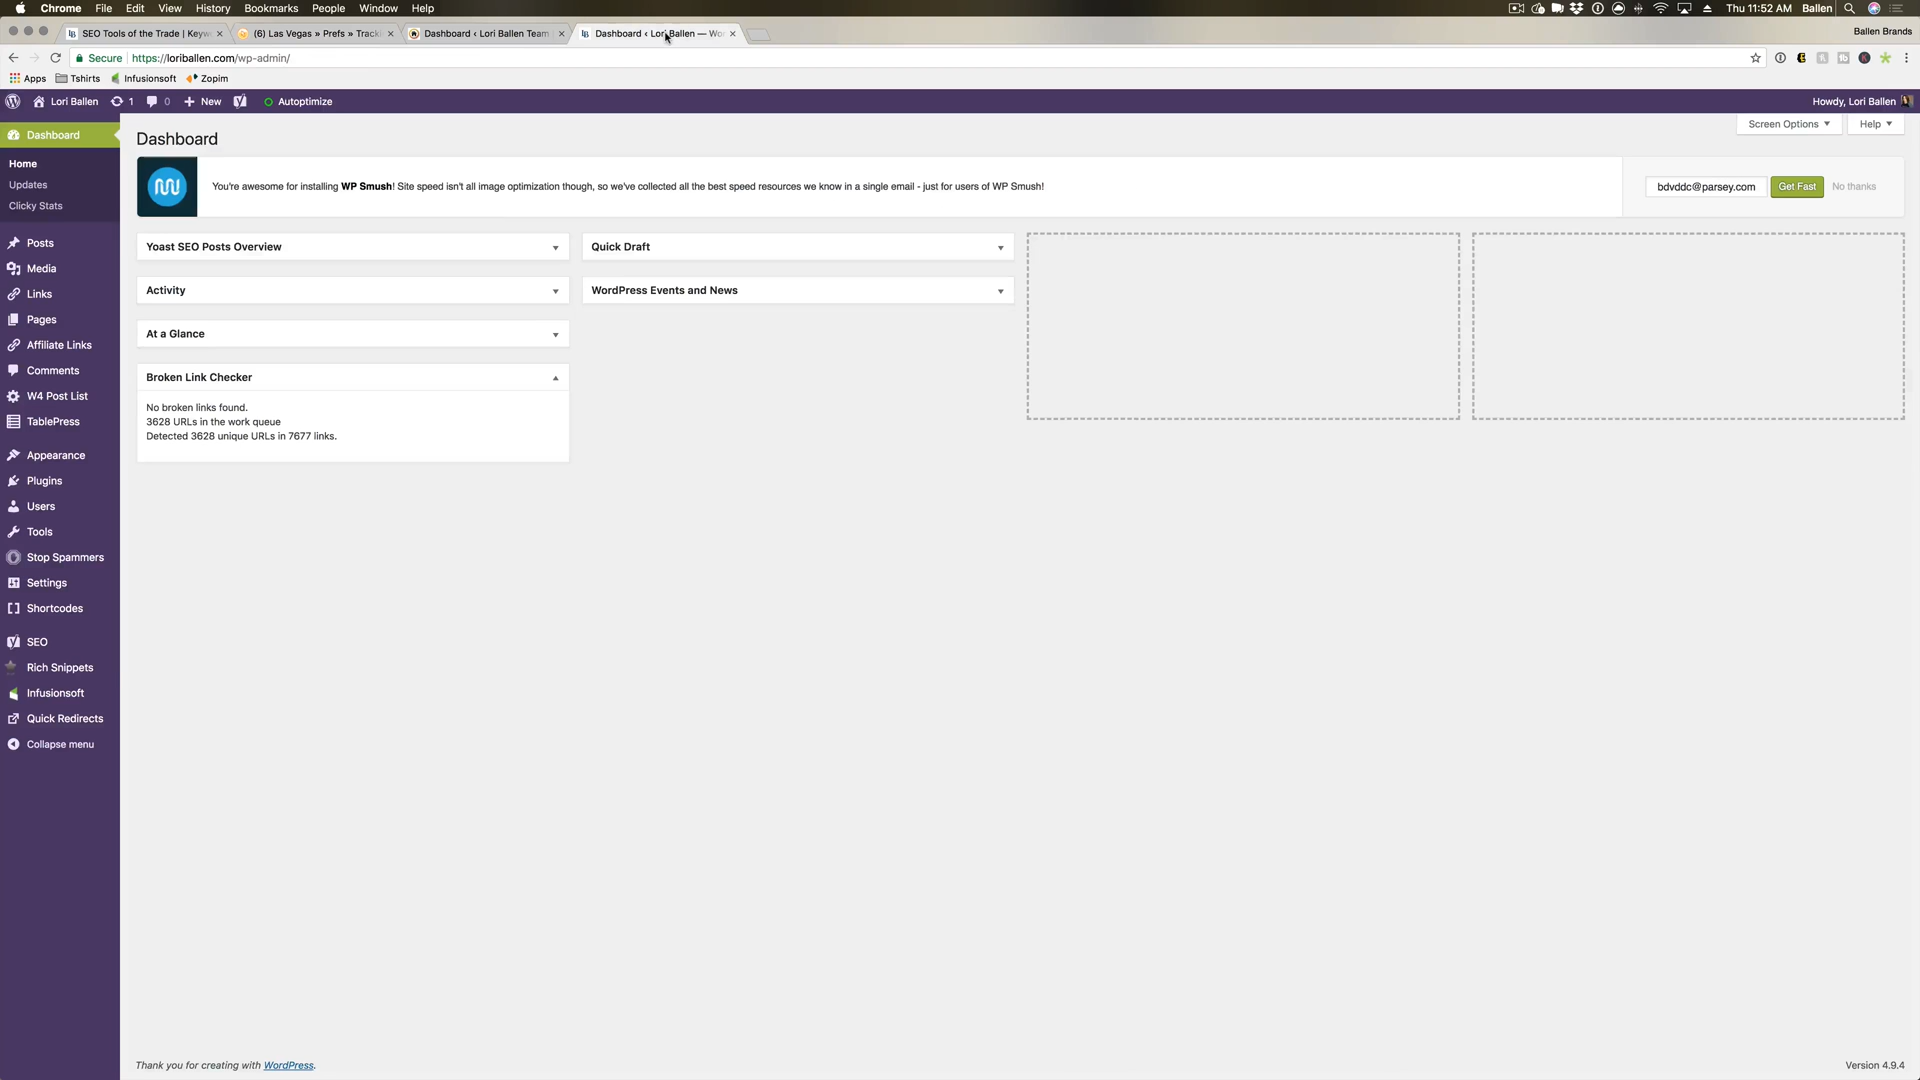 Chrome File Edit View History Bookmarks People Window Help
Thu 11:52 AM Ballen
SEO Tools of the Trade | Keyw
(6) Las Vegas » Prefs » Tracki
Dashboard ‹ Lori Ballen Team
Dashboard ‹ Lori Ballen — Wor
Ballen Brands
Secure https://loriballen.com/wp-admin/
Apps Tshirts Infusionsoft Zopim
Lori Ballen 1 0 New Autoptimize
Howdy, Lori Ballen
Screen Options Help
Dashboard
Home
Updates
Clicky Stats
Posts
Media
Links
Pages
Affiliate Links
Comments
W4 Post List
TablePress
Appearance
Plugins
Users
Tools
Stop Spammers
Settings
Shortcodes
SEO
Rich Snippets
Infusionsoft
Quick Redirects
Collapse menu
Dashboard
You're awesome for installing WP Smush! Site speed isn't all image optimization though, so we've collected all the best speed resources we know in a single email - just for users of WP Smush!
bdvddc@parsey.com Get Fast No thanks
Yoast SEO Posts Overview
Quick Draft
Activity
WordPress Events and News
At a Glance
Broken Link Checker
No broken links found.
3628 URLs in the work queue
Detected 3628 unique URLs in 7677 links.
Thank you for creating with WordPress.
Version 4.9.4